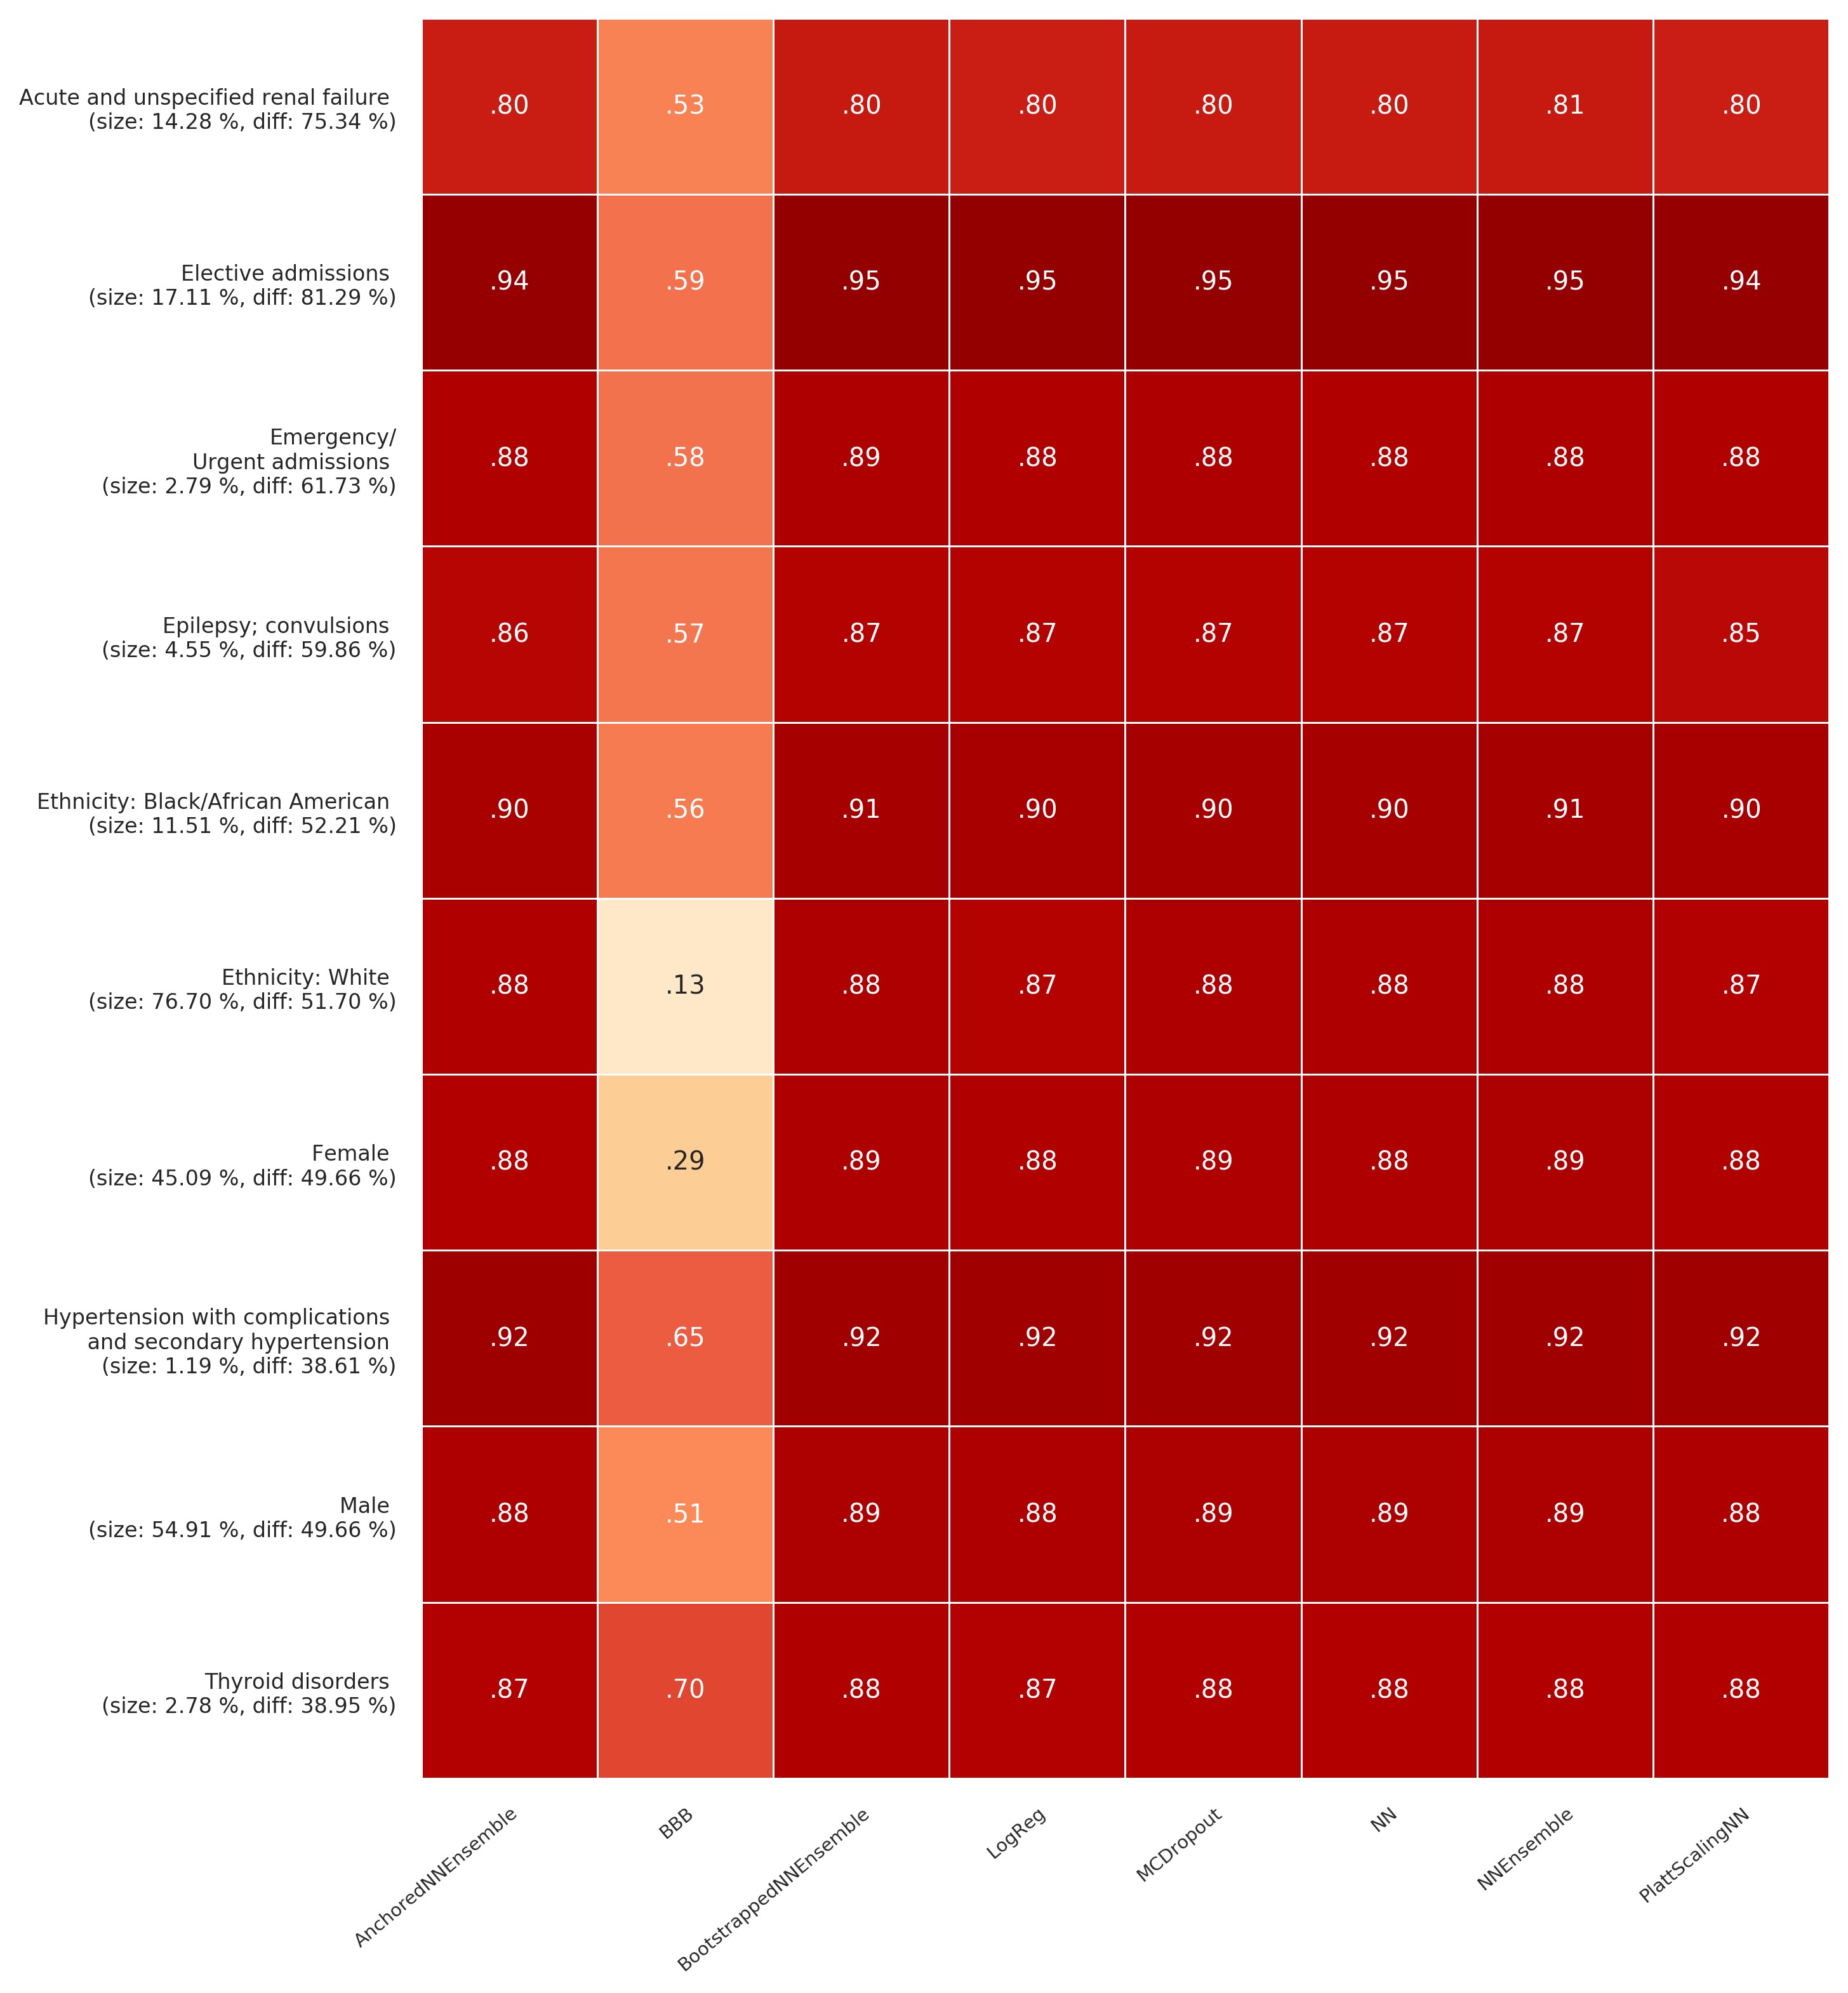 Acute and unspecified renal failure
(size: 14.28 %, diff: 75.34 %)
.80 .53 .80 .80 .80 .80 .81 .80
Elective admissions
(size: 17.11 %, diff: 81.29 %)
.94 .59 .95 .95 .95 .95 .95 .94
Emergency/
Urgent admissions
(size: 2.79 %, diff: 61.73 %)
.88 .58 .89 .88 .88 .88 .88 .88
Epilepsy; convulsions
(size: 4.55 %, diff: 59.86 %)
.86 .57 .87 .87 .87 .87 .87 .85
Ethnicity: Black/African American
(size: 11.51 %, diff: 52.21 %)
.90 .56 .91 .90 .90 .90 .91 .90
Ethnicity: White
(size: 76.70 %, diff: 51.70 %)
.88 .13 .88 .87 .88 .88 .88 .87
Female
(size: 45.09 %, diff: 49.66 %)
.88 .29 .89 .88 .89 .88 .89 .88
Hypertension with complications
and secondary hypertension
(size: 1.19 %, diff: 38.61 %)
.92 .65 .92 .92 .92 .92 .92 .92
Male
(size: 54.91 %, diff: 49.66 %)
.88 .51 .89 .88 .89 .89 .89 .88
Thyroid disorders
(size: 2.78 %, diff: 38.95 %)
.87 .70 .88 .87 .88 .88 .88 .88
AnchoredNNEnsemble
BBB
BootstrappedNNEnsemble
LogReg
MCDropout
NN
NNEnsemble
PlattScalingNN